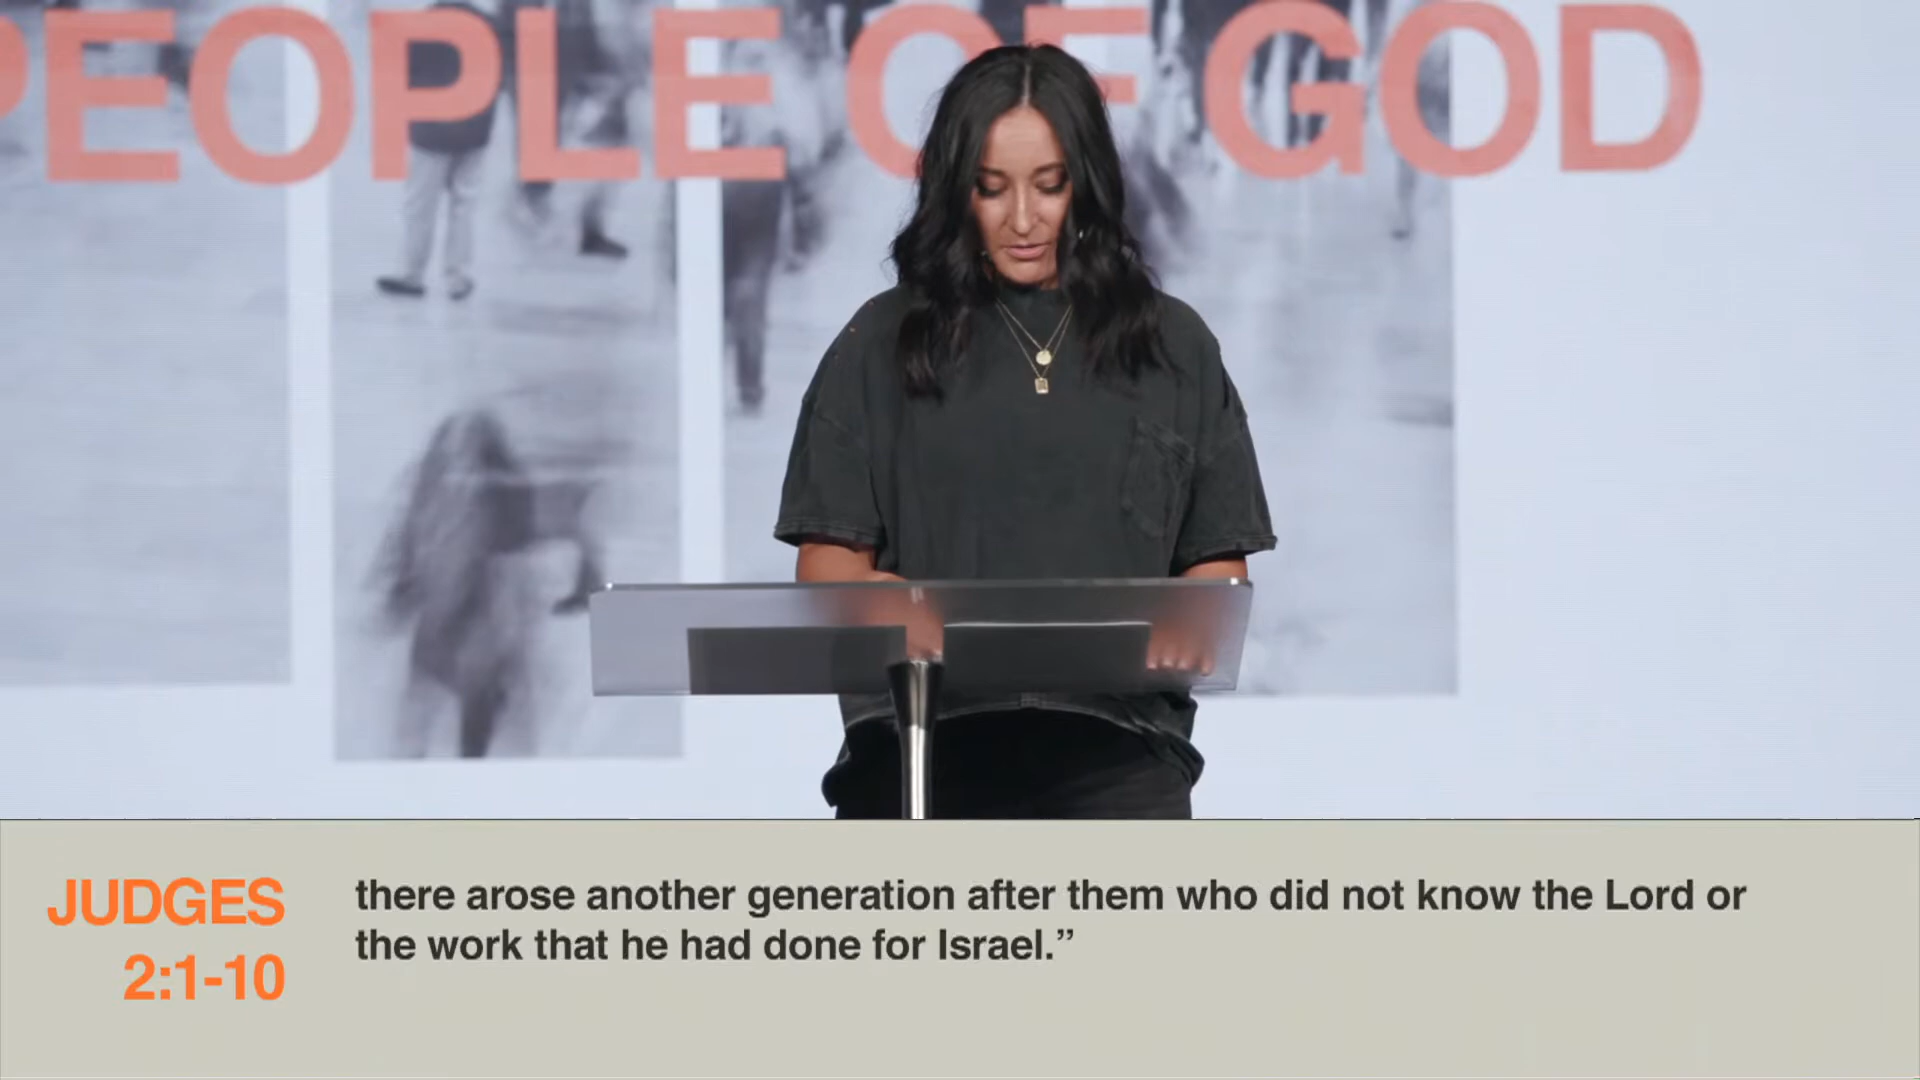 PEOPLE OF GOD
JUDGES
2:1-10
there arose another generation after them who did not know the Lord or
the work that he had done for Israel.”